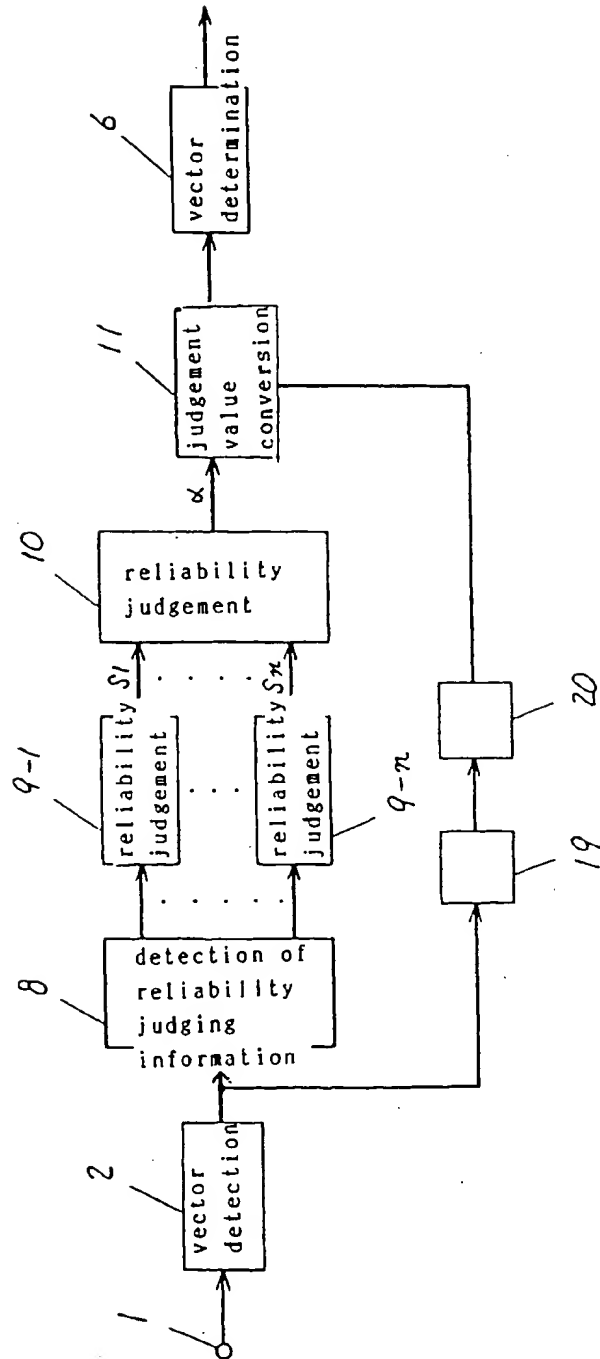 1
2
vector
detection
8
detection of
reliability
judging
information
9-1
reliability
judgement
S1
9-n
reliability
judgement
Sn
10
reliability
judgement
α
11
judgement
value
conversion
6
vector
determination
19
20